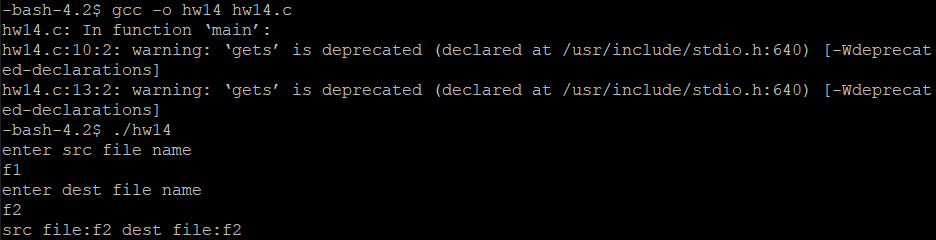 -bash-4.2$ gcc -o hw14 hw14.c
hw14.c: In function ‘main’:
hw14.c:10:2: warning: ‘gets’ is deprecated (declared at /usr/include/stdio.h:640) [-Wdeprecat
ed-declarations]
hw14.c:13:2: warning: ‘gets’ is deprecated (declared at /usr/include/stdio.h:640) [-Wdeprecat
ed-declarations]
-bash-4.2$ ./hw14
enter src file name
f1
enter dest file name
f2
src file:f2 dest file:f2